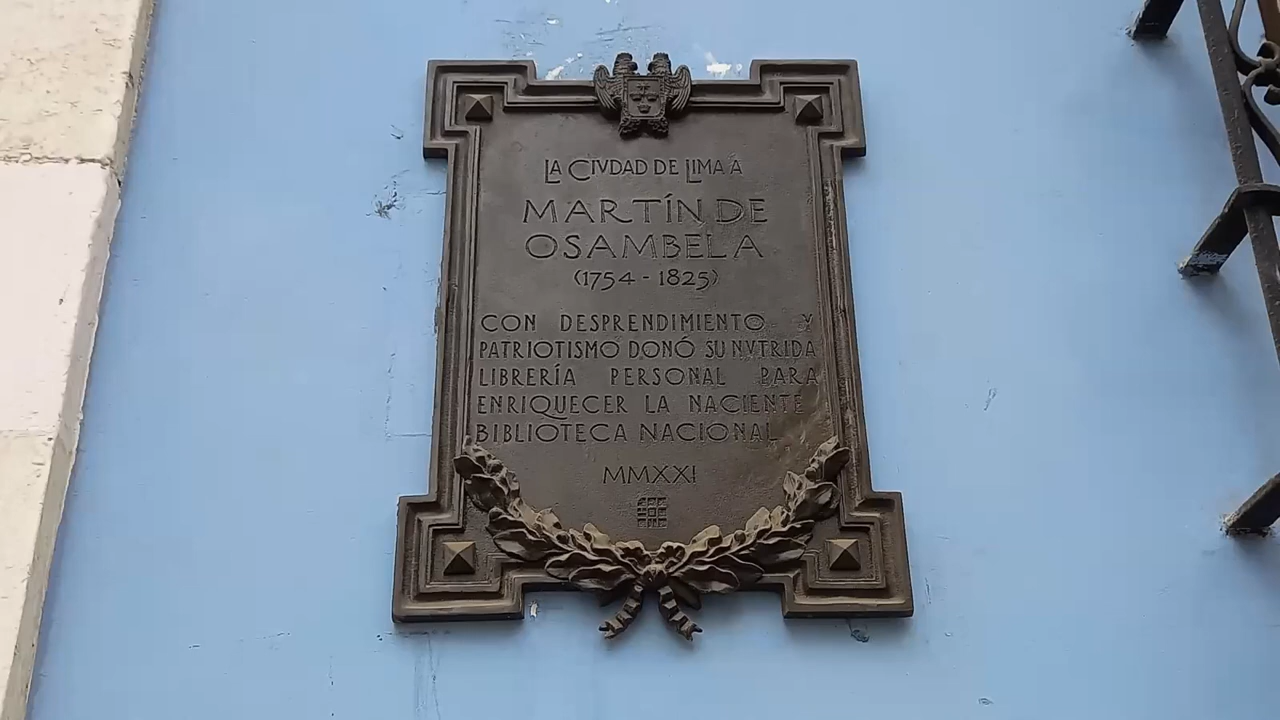 LA CIVDAD DE LIMA A
MARTÍN DE
OSAMBELA
(1754 - 1825)
CON DESPRENDIMIENTO Y
PATRIOTISMO DONÓ SU NVTRIDA
LIBRERÍA PERSONAL PARA
ENRIQUECER LA NACIENTE
BIBLIOTECA NACIONAL
MMXXI